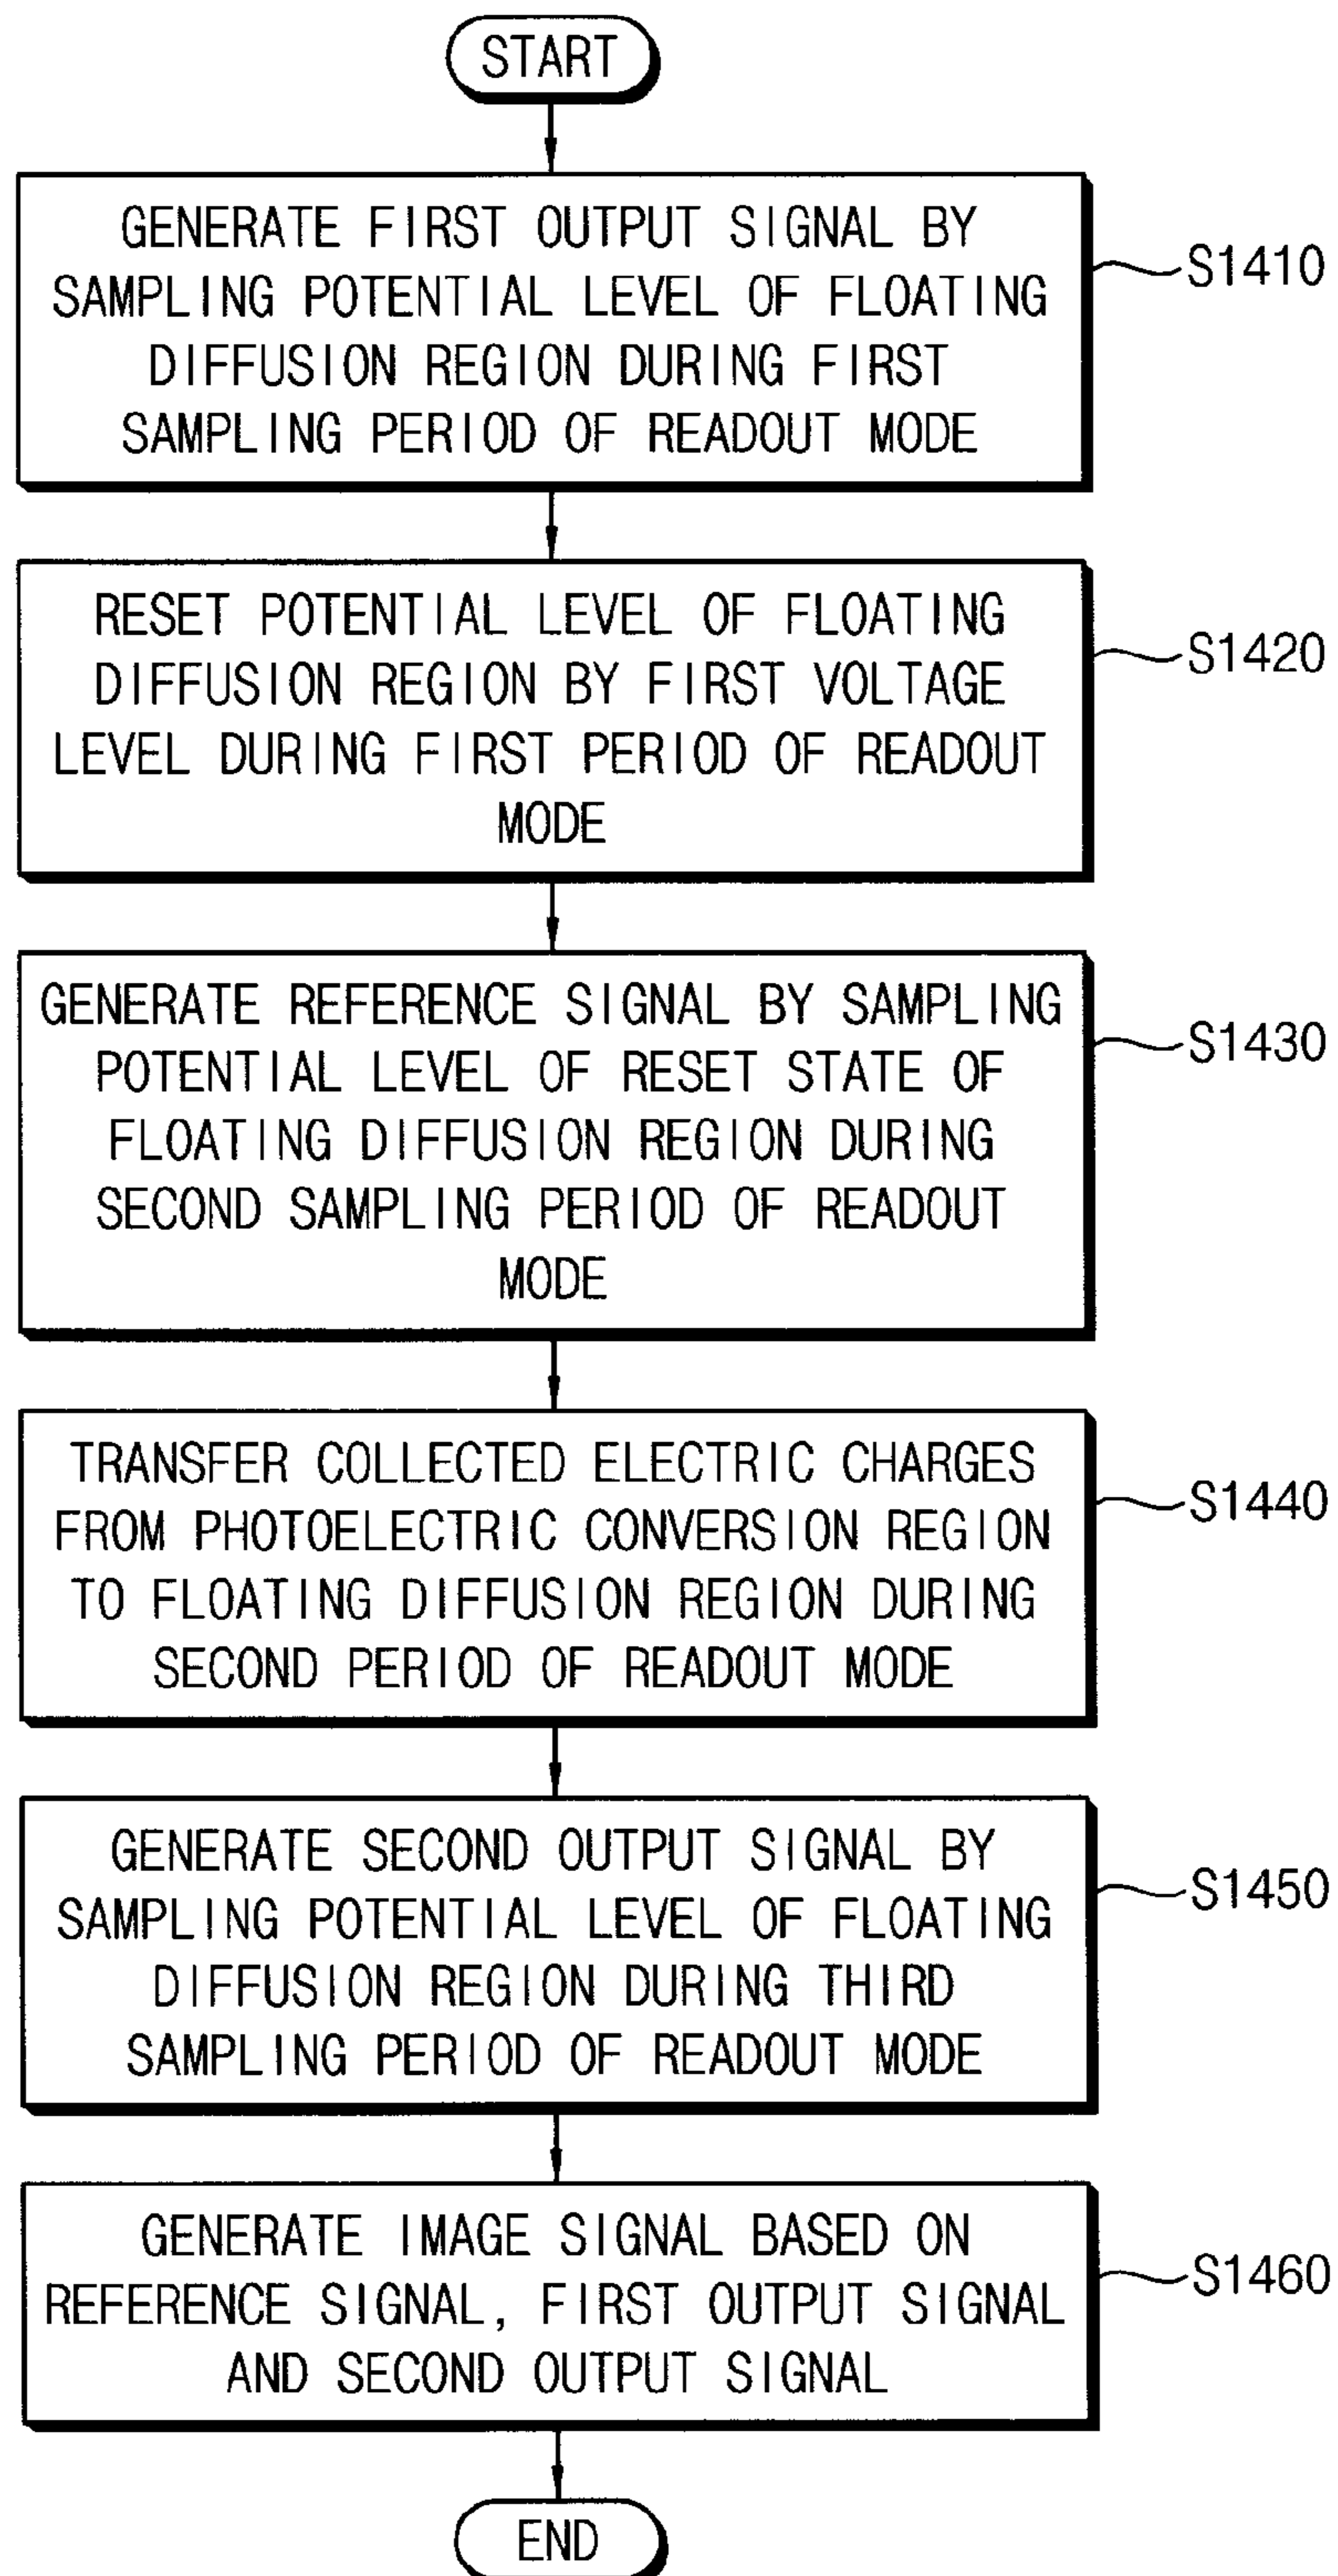 START
GENERATE FIRST OUTPUT SIGNAL BY
SAMPLING POTENTIAL LEVEL OF FLOATING
DIFFUSION REGION DURING FIRST
SAMPLING PERIOD OF READOUT MODE
S1410
RESET POTENTIAL LEVEL OF FLOATING
DIFFUSION REGION BY FIRST VOLTAGE
LEVEL DURING FIRST PERIOD OF READOUT
MODE
S1420
GENERATE REFERENCE SIGNAL BY SAMPLING
POTENTIAL LEVEL OF RESET STATE OF
FLOATING DIFFUSION REGION DURING
SECOND SAMPLING PERIOD OF READOUT
MODE
S1430
TRANSFER COLLECTED ELECTRIC CHARGES
FROM PHOTOELECTRIC CONVERSION REGION
TO FLOATING DIFFUSION REGION DURING
SECOND PERIOD OF READOUT MODE
S1440
GENERATE SECOND OUTPUT SIGNAL BY
SAMPLING POTENTIAL LEVEL OF FLOATING
DIFFUSION REGION DURING THIRD
SAMPLING PERIOD OF READOUT MODE
S1450
GENERATE IMAGE SIGNAL BASED ON
REFERENCE SIGNAL, FIRST OUTPUT SIGNAL
AND SECOND OUTPUT SIGNAL
S1460
END